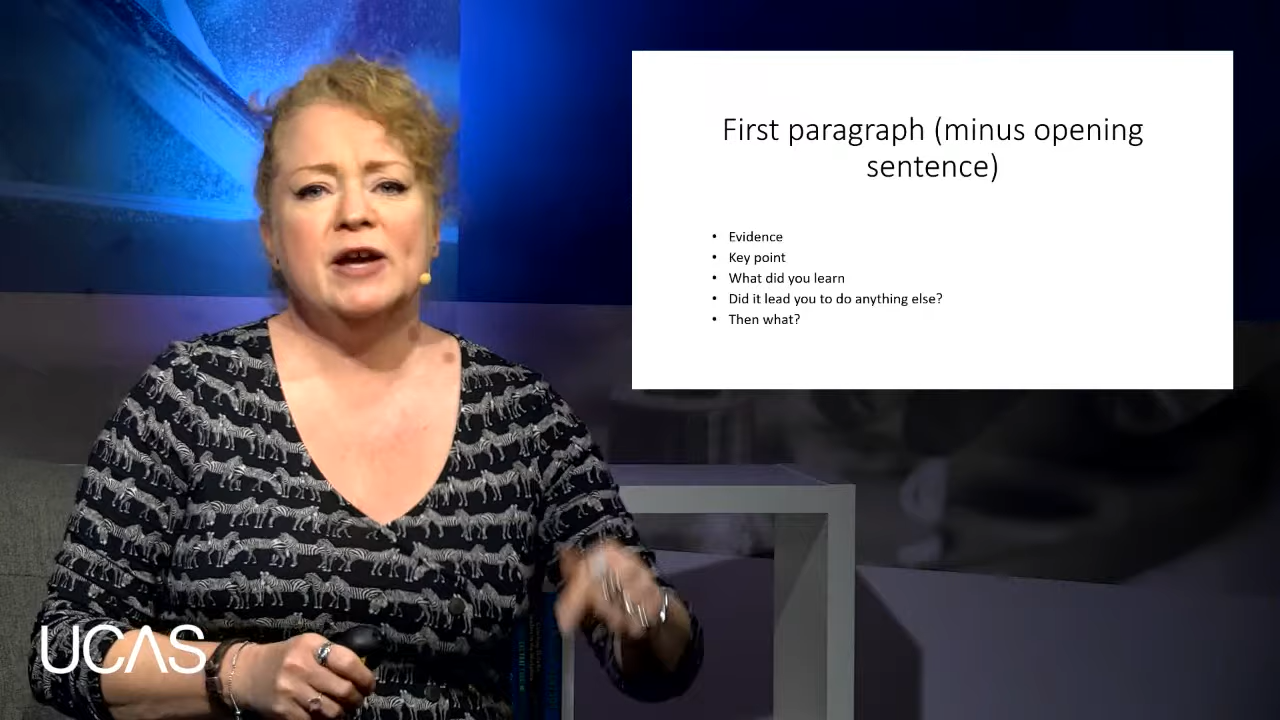 First paragraph (minus opening
sentence)
• Evidence
• Key point
• What did you learn
• Did it lead you to do anything else?
• Then what?
UCAS